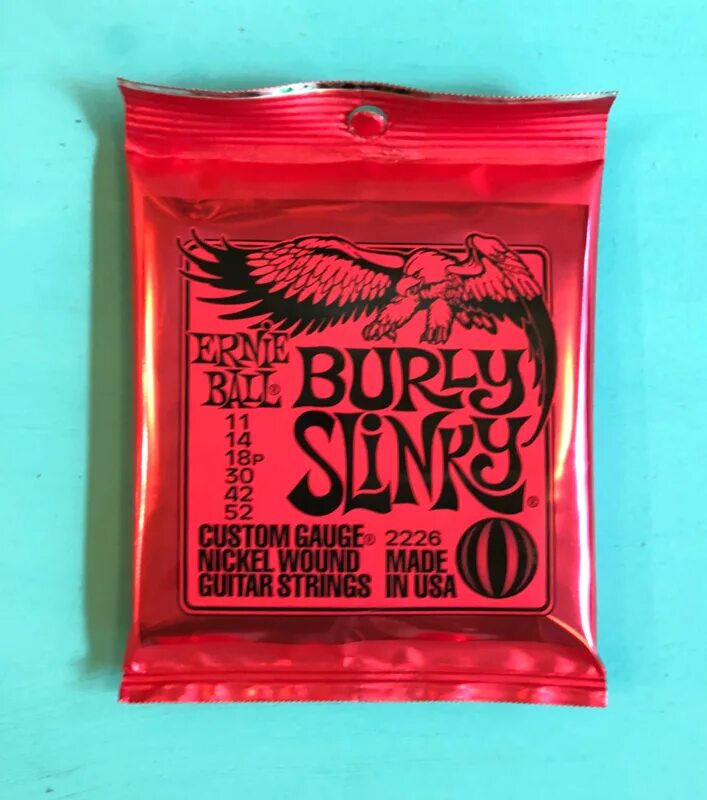 ERNiE
BALL®
BURLY
SLiNKY®
11
14
18P
30
42
52
CUSTOM GAUGE®
NICKEL WOUND
GUITAR STRINGS
2226
MADE
IN USA